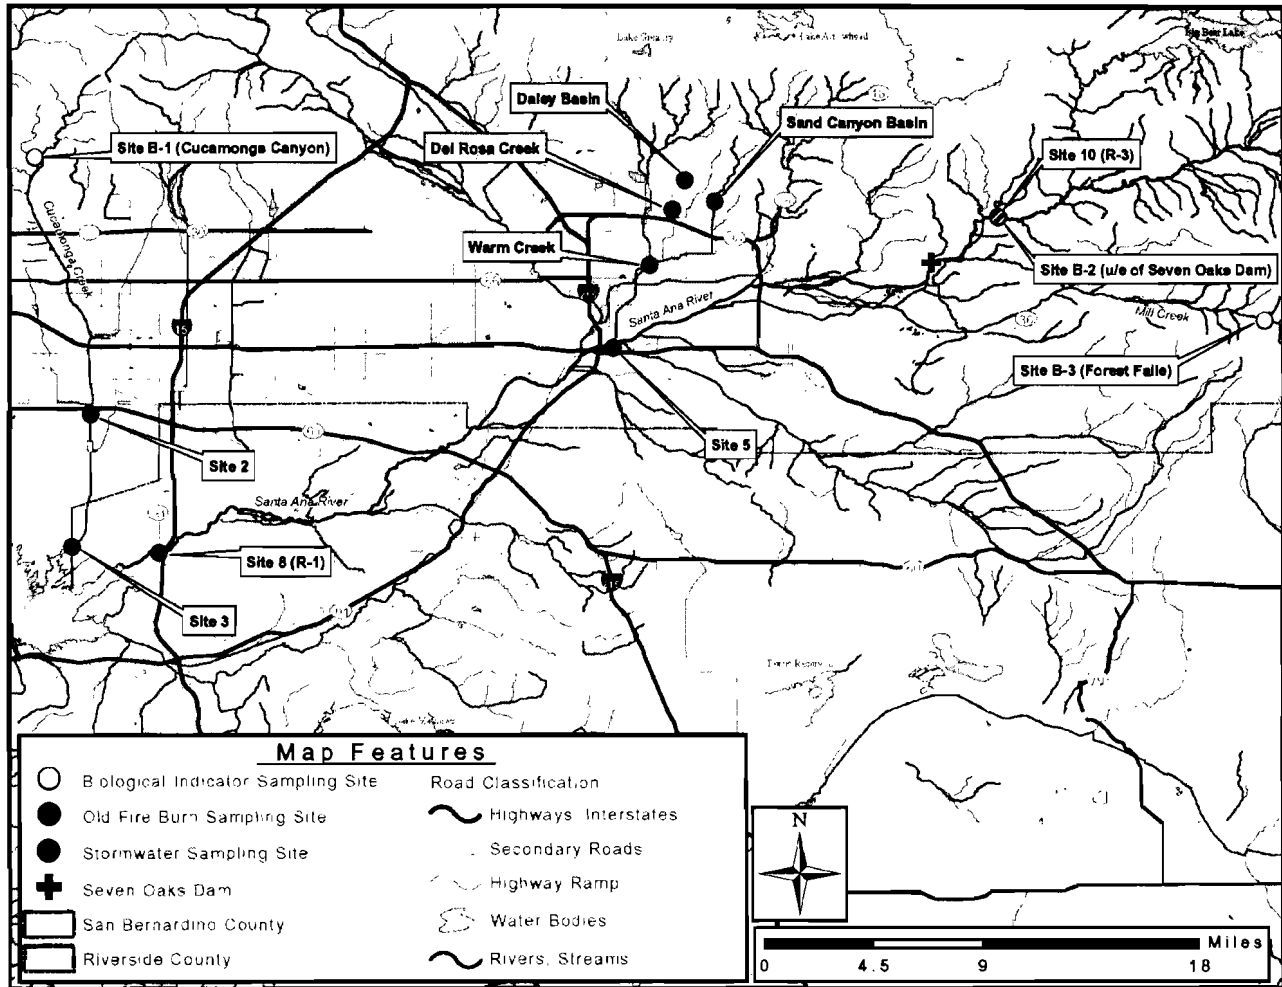 Daley Basin
Sand Canyon Basin
Site B-1 (Cucamonga Canyon)
Del Rosa Creek
Site 10 (R-3)
Cucamonga Creek
Warm Creek
Site B-2 (u/s of Seven Oaks Dam)
Santa Ana River
Mill Creek
Site B-3 (Forest Falls)
Site 5
Site 2
Santa Ana River
Site 8 (R-1)
Site 3
Map Features
Biological Indicator Sampling Site
Old Fire Burn Sampling Site
Stormwater Sampling Site
Seven Oaks Dam
San Bernardino County
Riverside County
Road Classification
Highways, Interstates
Secondary Roads
Highway Ramp
Water Bodies
Rivers, Streams
N
Miles
0 4.5 9 18